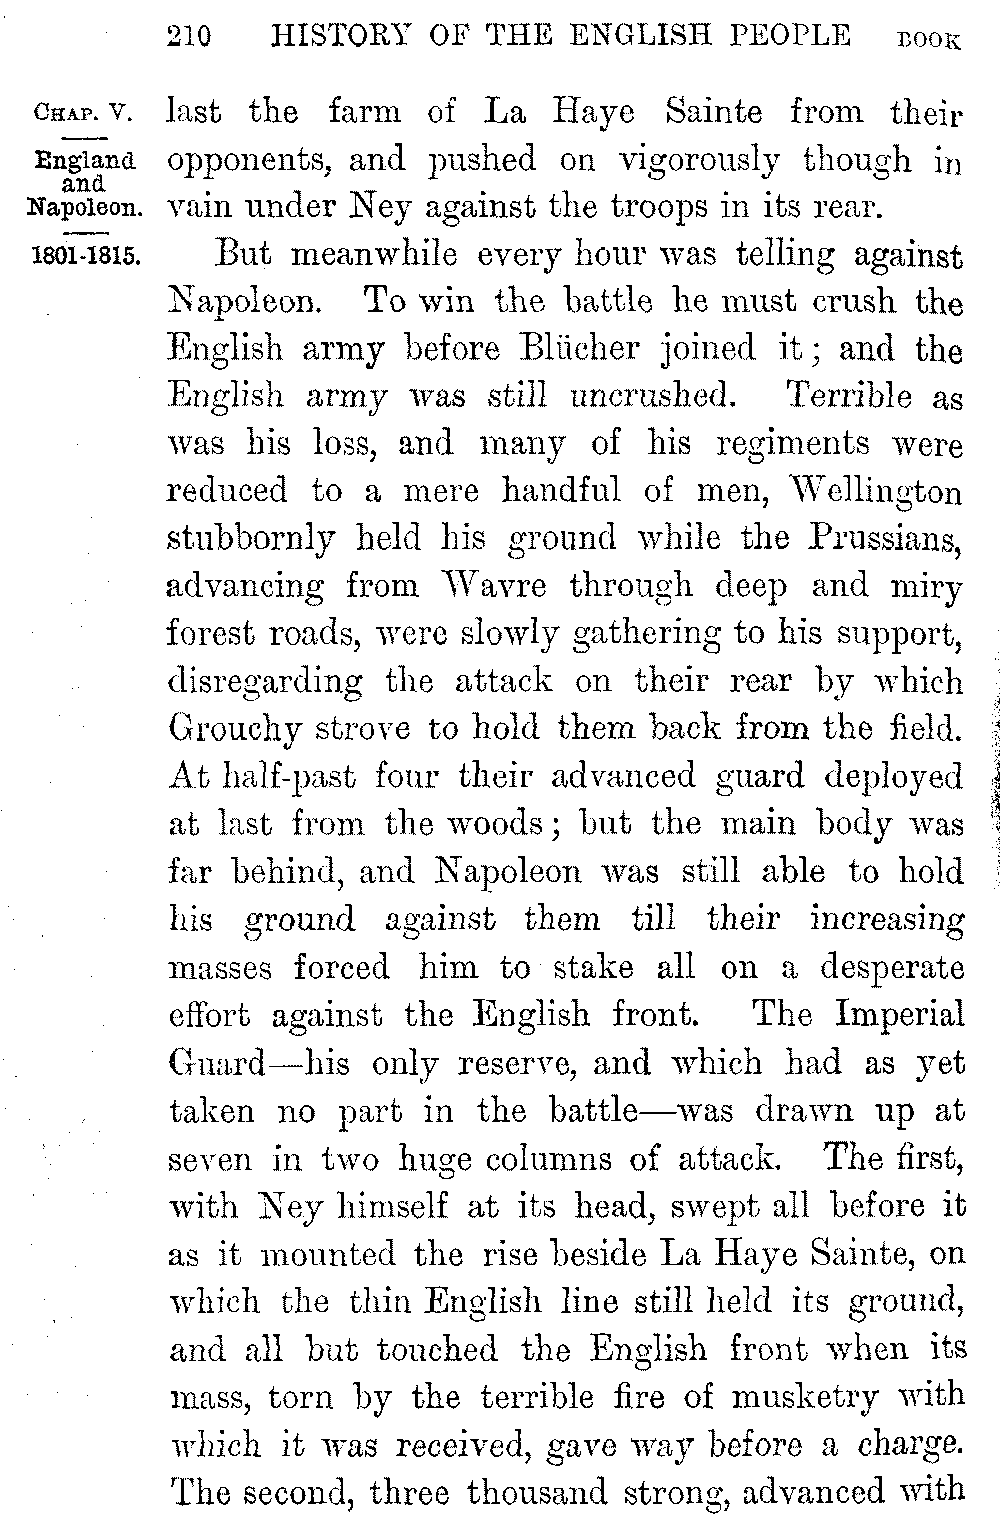 210 HISTORY OF THE ENGLISH PEOPLE BOOK
CHAP. V.
England
and
Napoleon.
1801-1815.
last the farm of La Haye Sainte from their
opponents, and pushed on vigorously though in
vain under Ney against the troops in its rear.
But meanwhile every hour was telling against
Napoleon. To win the battle he must crush the
English army before Blücher joined it; and the
English army was still uncrushed. Terrible as
was his loss, and many of his regiments were
reduced to a mere handful of men, Wellington
stubbornly held his ground while the Prussians,
advancing from Wavre through deep and miry
forest roads, were slowly gathering to his support,
disregarding the attack on their rear by which
Grouchy strove to hold them back from the field.
At half-past four their advanced guard deployed
at last from the woods; but the main body was
far behind, and Napoleon was still able to hold
his ground against them till their increasing
masses forced him to stake all on a desperate
effort against the English front. The Imperial
Guard—his only reserve, and which had as yet
taken no part in the battle—was drawn up at
seven in two huge columns of attack. The first,
with Ney himself at its head, swept all before it
as it mounted the rise beside La Haye Sainte, on
which the thin English line still held its ground,
and all but touched the English front when its
mass, torn by the terrible fire of musketry with
which it was received, gave way before a charge.
The second, three thousand strong, advanced with